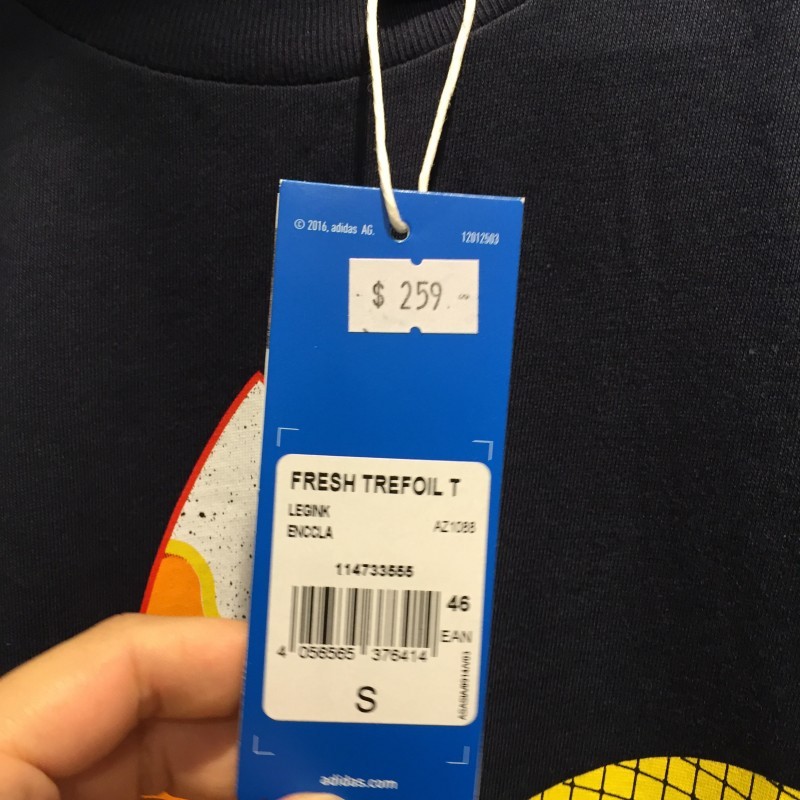 © 2016, adidas AG.
12012503
$ 259
FRESH TREFOIL T
LEGINK
ENCCLA
AZ1088
114733555
46
EAN
4 056565 376414
S
adidas.com